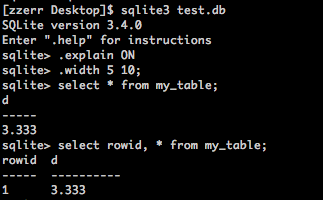 [zzerr Desktop]$ sqlite3 test.db
SQLite version 3.4.0
Enter ".help" for instructions
sqlite> .explain ON
sqlite> .width 5 10;
sqlite> select * from my_table;
d
-----
3.333
sqlite> select rowid, * from my_table;
rowid  d
-----  ----------
1      3.333